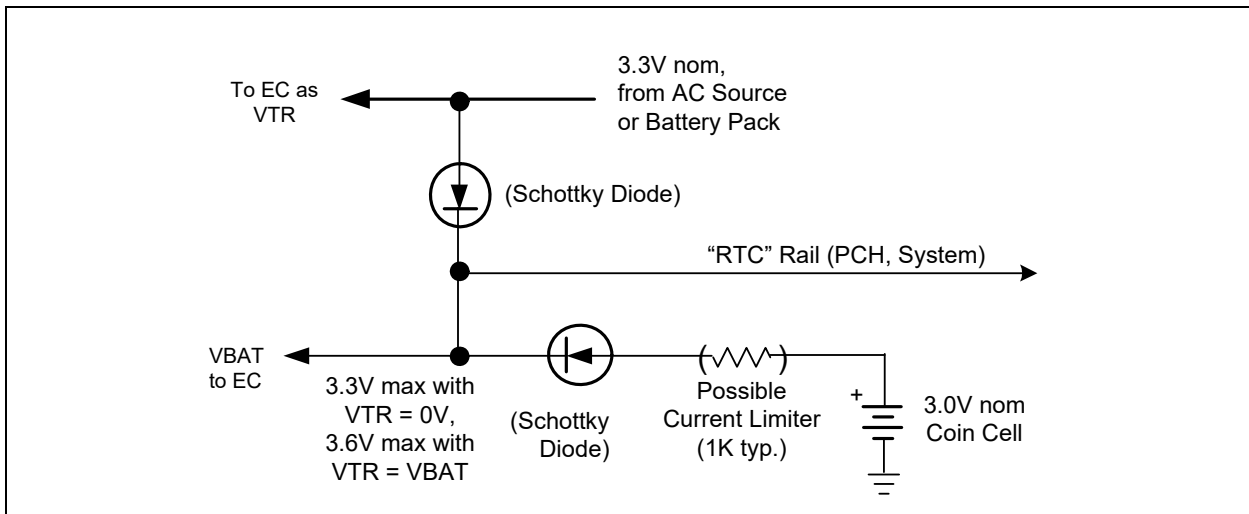 To EC as
VTR
3.3V nom,
from AC Source
or Battery Pack
(Schottky Diode)
“RTC” Rail (PCH, System)
VBAT
to EC
3.3V max with
VTR = 0V,
3.6V max with
VTR = VBAT
(Schottky
Diode)
Possible
Current Limiter
(1K typ.)
+
3.0V nom
Coin Cell